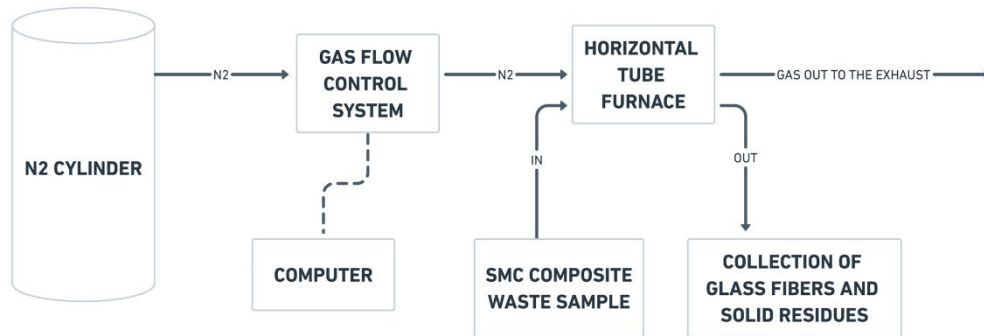 N2 CYLINDER
N2
GAS FLOW
CONTROL
SYSTEM
N2
HORIZONTAL
TUBE
FURNACE
GAS OUT TO THE EXHAUST
IN
OUT
COMPUTER
SMC COMPOSITE
WASTE SAMPLE
COLLECTION OF
GLASS FIBERS AND
SOLID RESIDUES